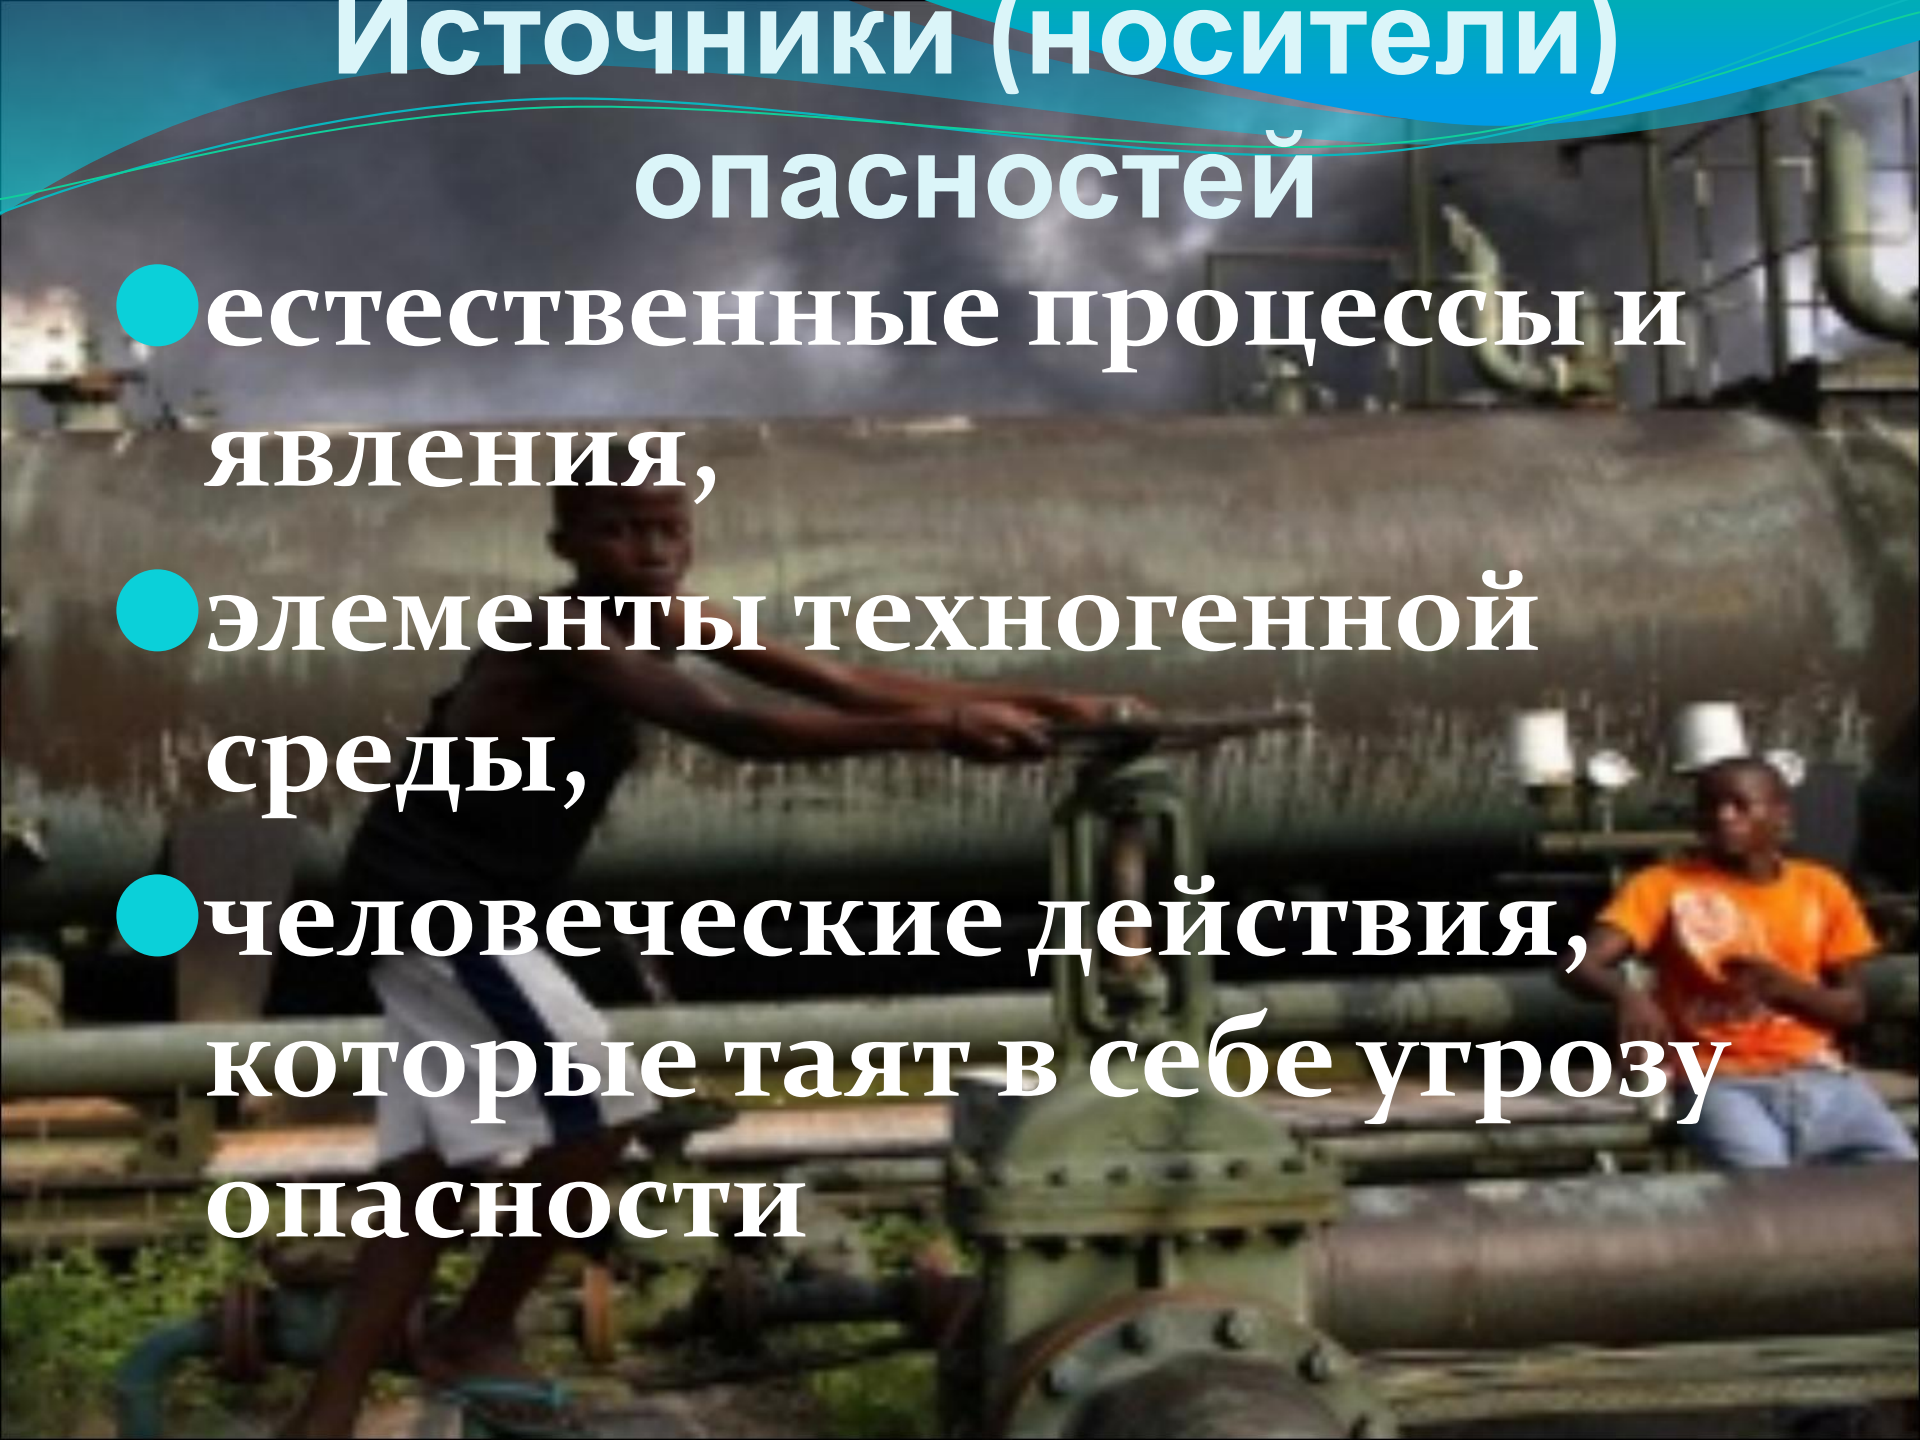 Источники (носители)
опасностей
естественные процессы и
явления,
элементы техногенной
среды,
человеческие действия,
которые таят в себе угрозу
опасности